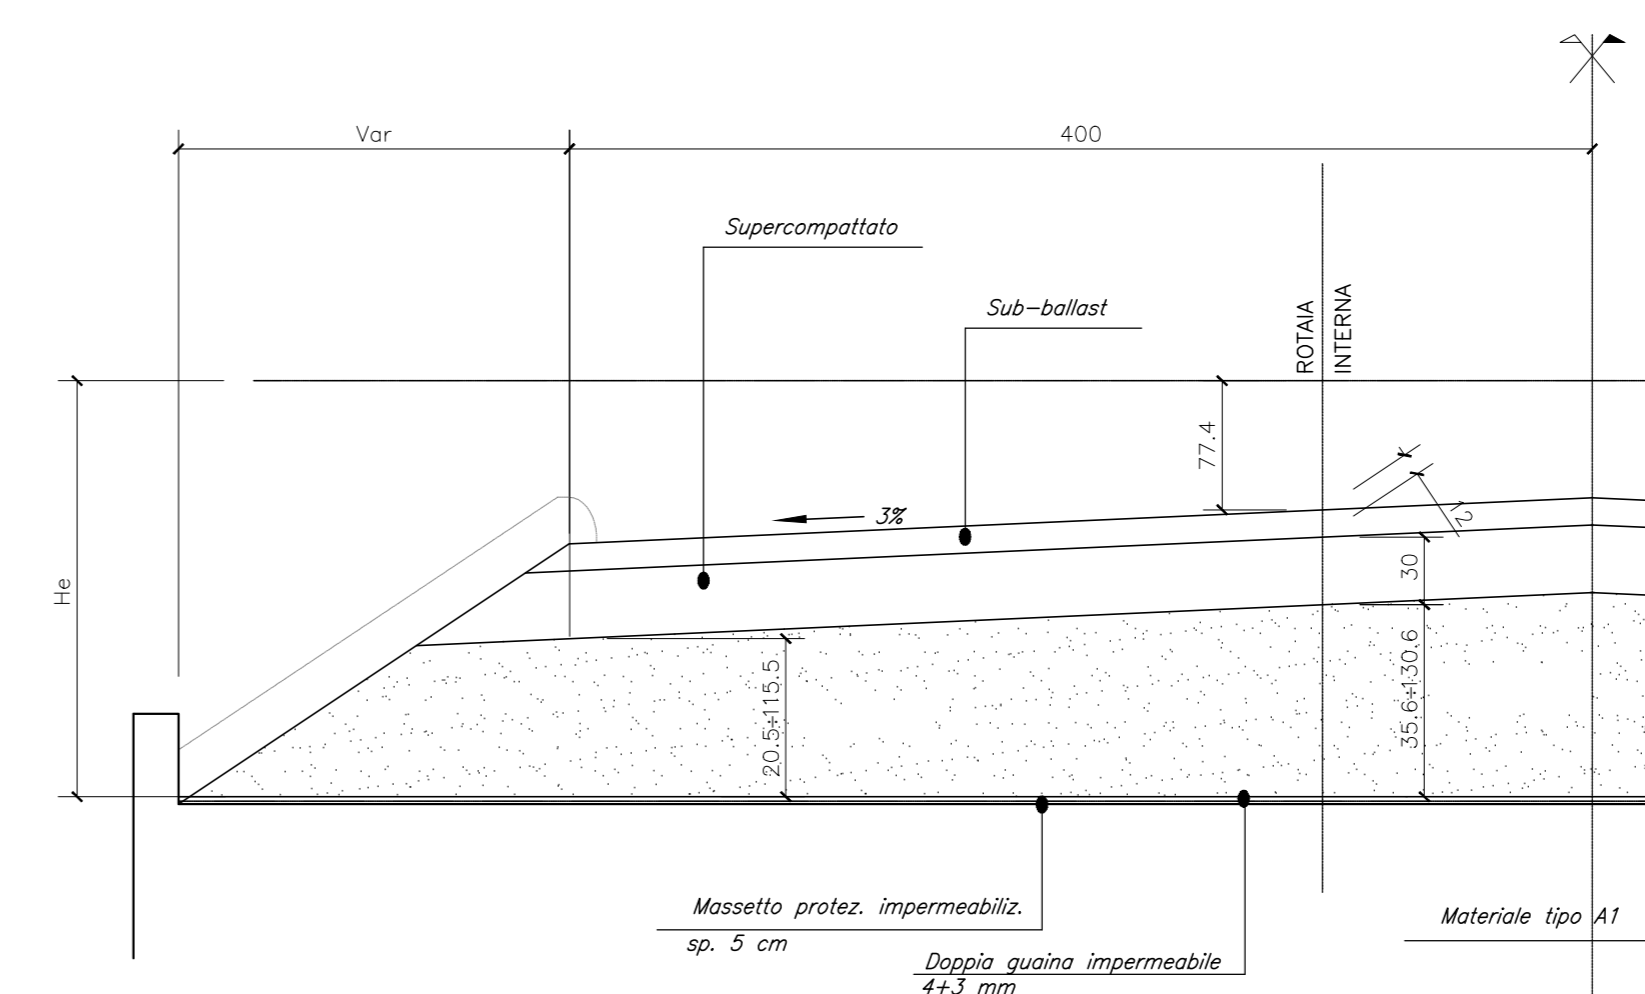 Var
400
Supercompattato
Sub-ballast
ROTAIA
INTERNA
77.4
3%
12
30
He
20.5÷115.5
35.6÷130.6
Massetto protez. impermeabiliz.
sp. 5 cm
Materiale tipo A1
Doppia guaina impermeabile
4+3 mm